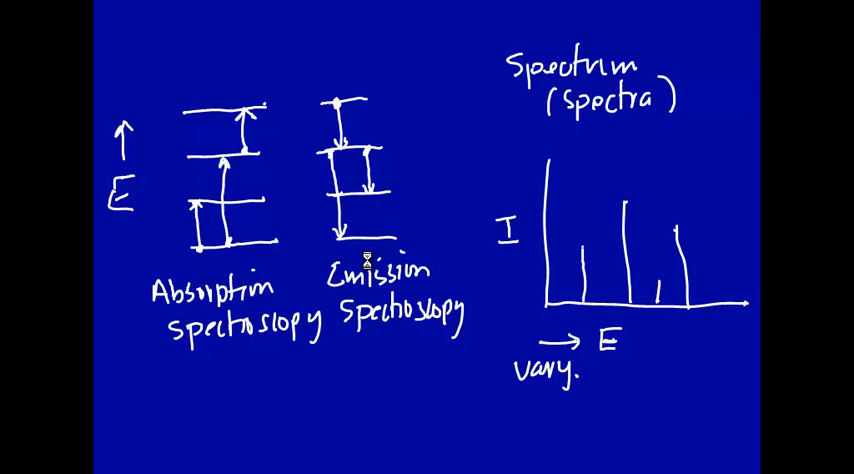 E
Absorption
spectroscopy
Emission
spectroscopy
Spectrum
(spectra)
I
E
vary.